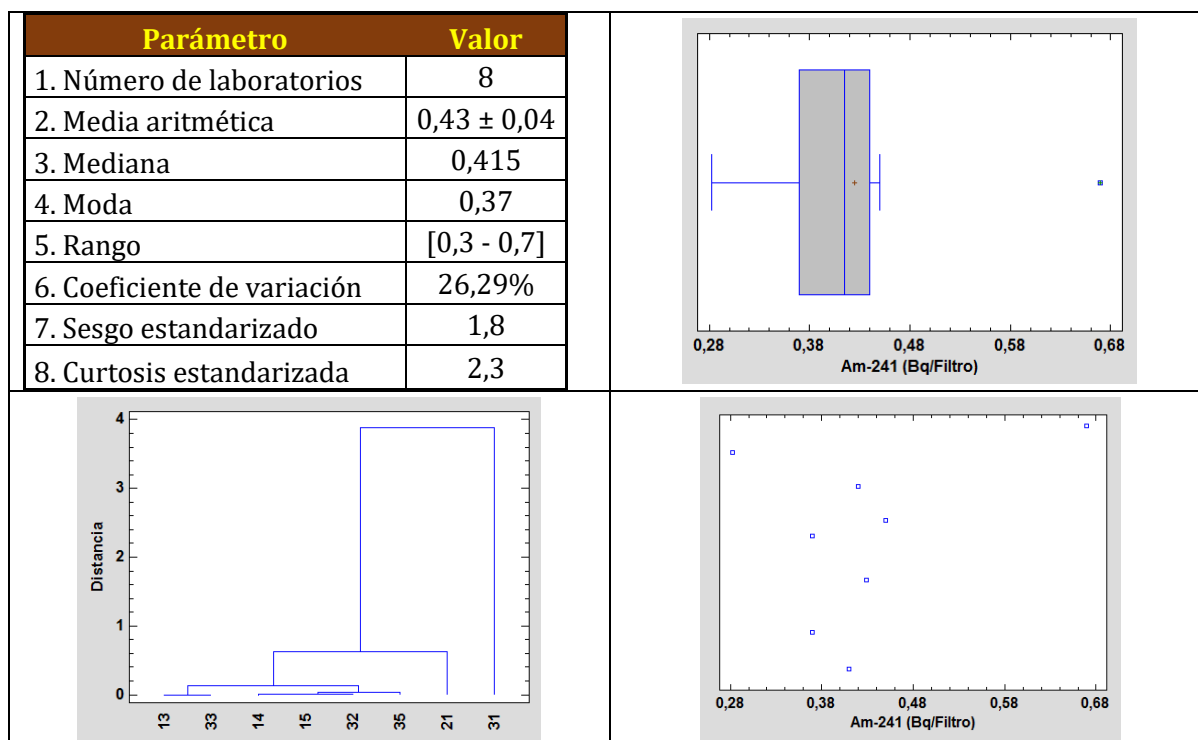 Parámetro Valor
1. Número de laboratorios 8
2. Media aritmética 0,43 ± 0,04
3. Mediana 0,415
4. Moda 0,37
5. Rango [0,3 - 0,7]
6. Coeficiente de variación 26,29%
7. Sesgo estandarizado 1,8
8. Curtosis estandarizada 2,3
0,28 0,38 0,48 0,58 0,68
Am-241 (Bq/Filtro)
4
3
2
1
0
Distancia
13 33 14 15 32 35 21 31
0,28 0,38 0,48 0,58 0,68
Am-241 (Bq/Filtro)